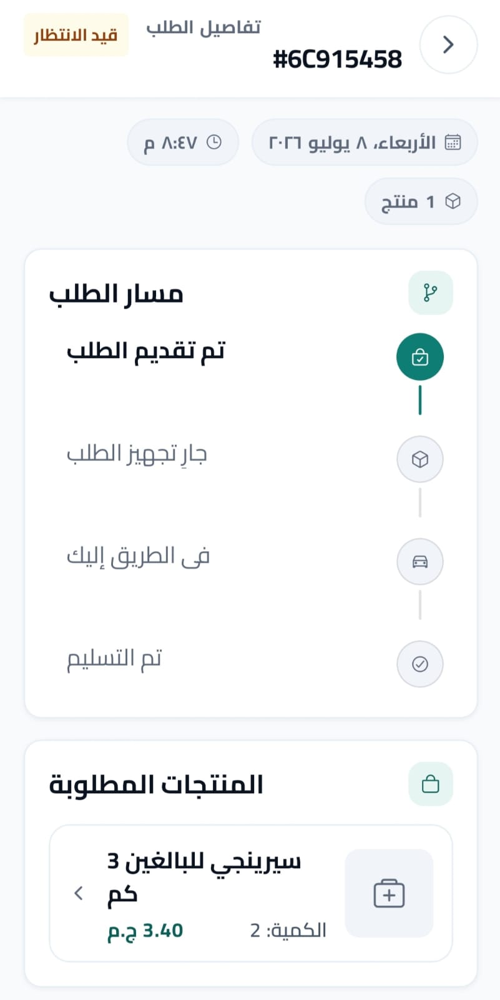 تفاصيل الطلب
قيد الانتظار
#6C915458
الأربعاء، ٨ يوليو ٢٠٢٦
٨:٤٧ م
1 منتج
مسار الطلب
تم تقديم الطلب
جارِ تجهيز الطلب
فى الطريق إليك
تم التسليم
المنتجات المطلوبة
سيرينجي للبالغين 3
كم
الكمية: 2
3.40 ج.م